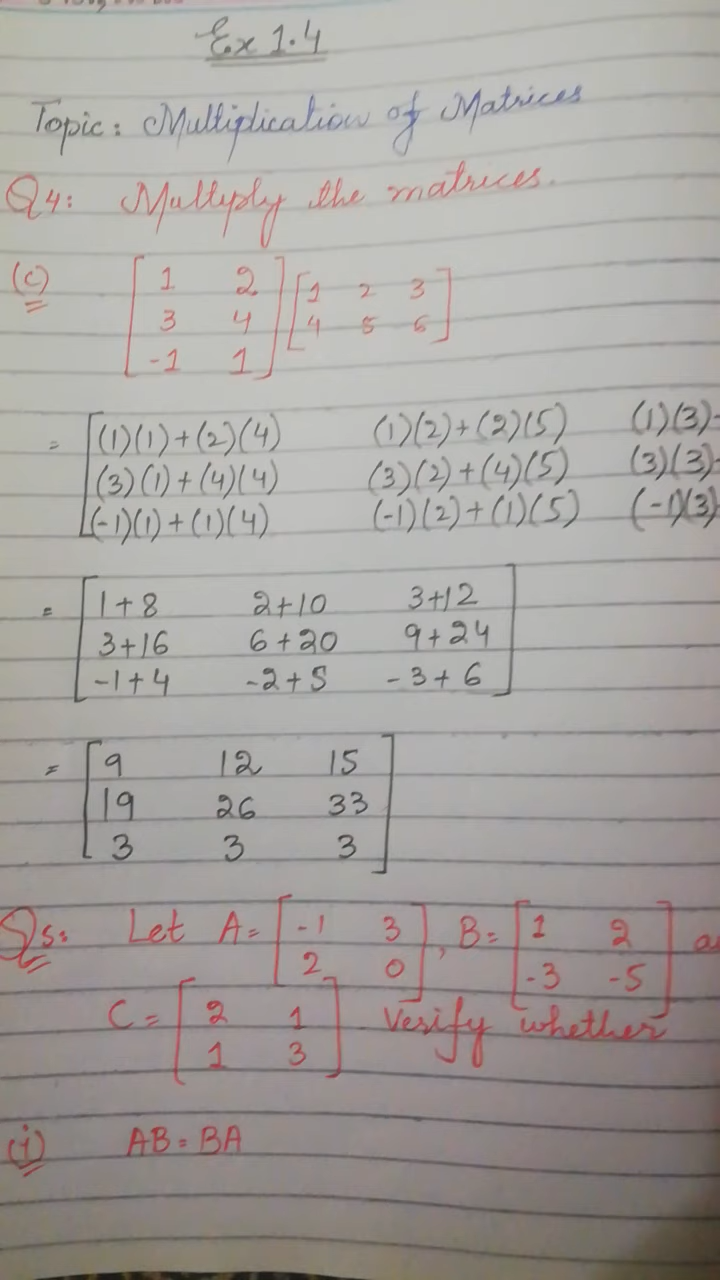 Ex 1.4
Topic: Multiplication of Matrices
Q4: Multiply the matrices.
(c) [1 2] [1 2 3]
[3 4] [4 5 6]
[-1 1]
= [(1)(1)+(2)(4) (1)(2)+(2)(5) (1)(3)
(3)(1)+(4)(4) (3)(2)+(4)(5) (3)(3)
(-1)(1)+(1)(4) (-1)(2)+(1)(5) (-1)(3)
= [1+8 2+10 3+12]
[3+16 6+20 9+24]
[-1+4 -2+5 -3+6]
= [9 12 15]
[19 26 33]
[3 3 3]
Q5: Let A= [-1 3], B= [1 2]
[2 0] [-3 -5]
C = [2 1] Verify whether
[1 3]
(i) AB = BA